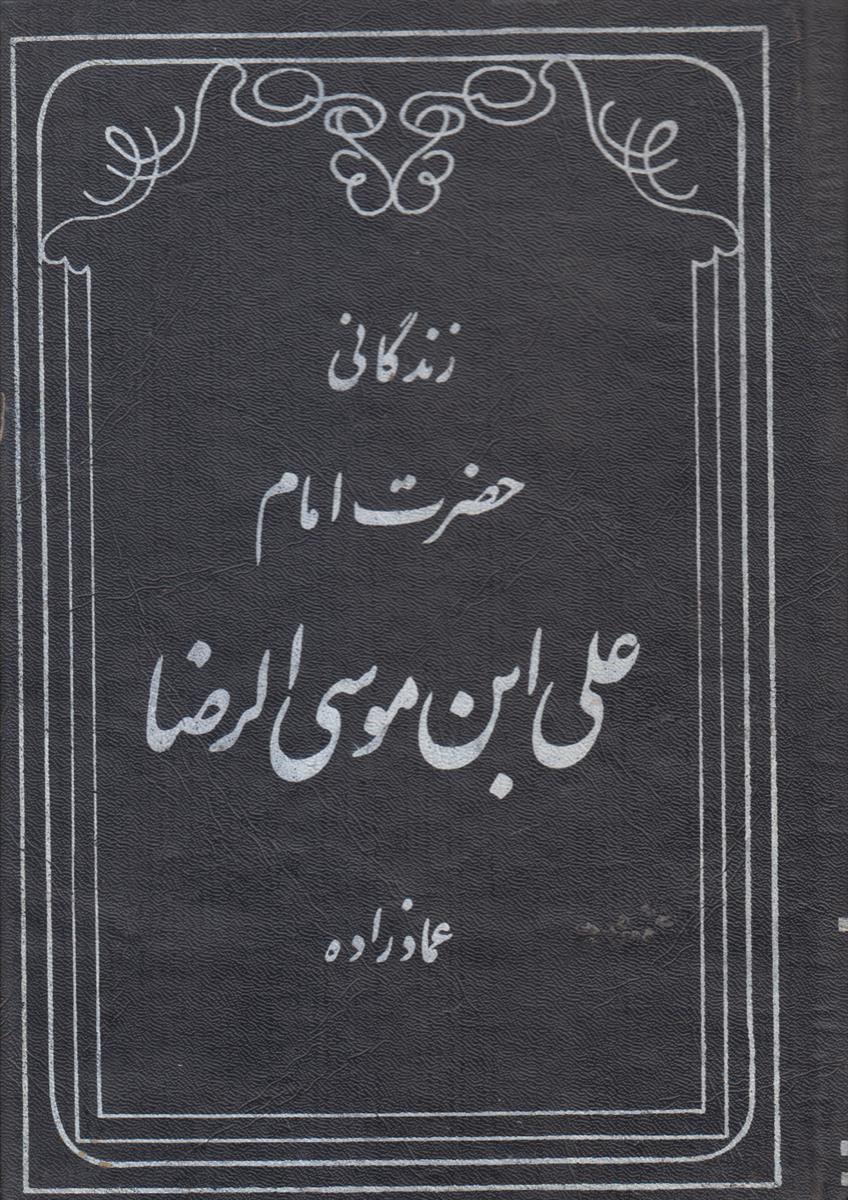 زندگانی
حضرت امام
علی ابن موسی الرضا
عمادزاده